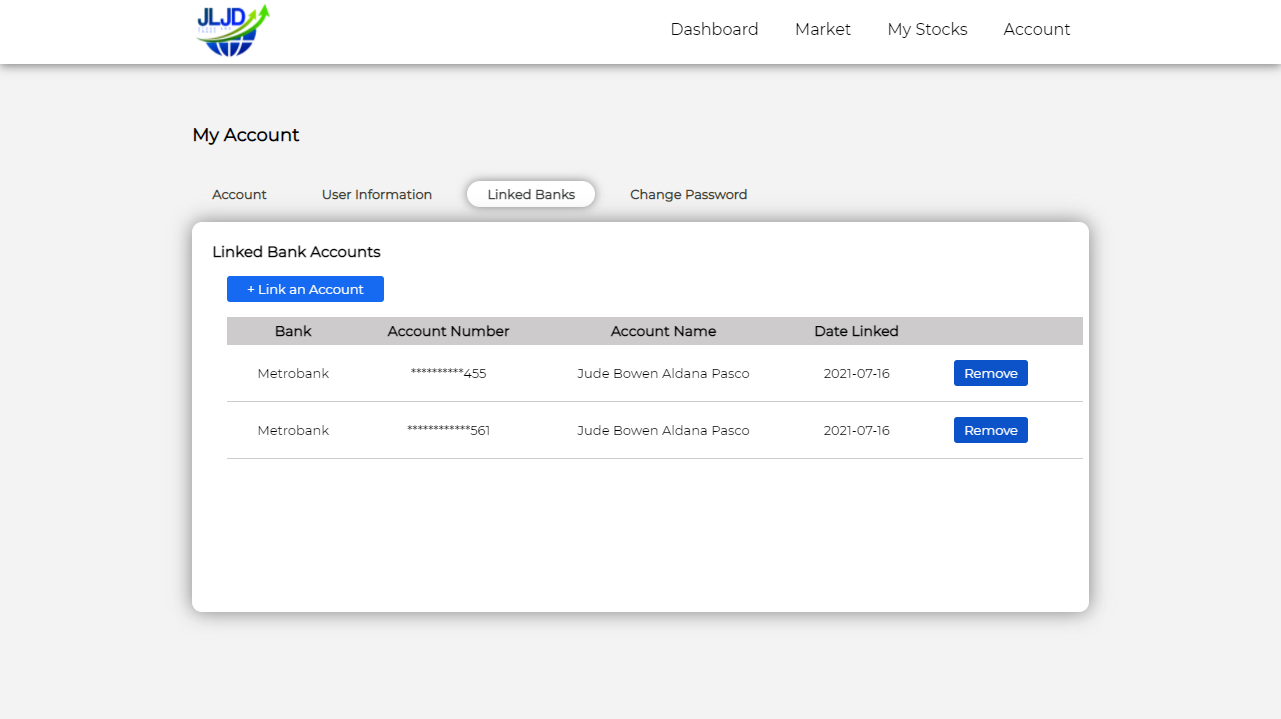 JLJD
Dashboard Market My Stocks Account
My Account
Account User Information Linked Banks Change Password
Linked Bank Accounts
+ Link an Account
Bank Account Number Account Name Date Linked
Metrobank **********455 Jude Bowen Aldana Pasco 2021-07-16 Remove
Metrobank ************561 Jude Bowen Aldana Pasco 2021-07-16 Remove